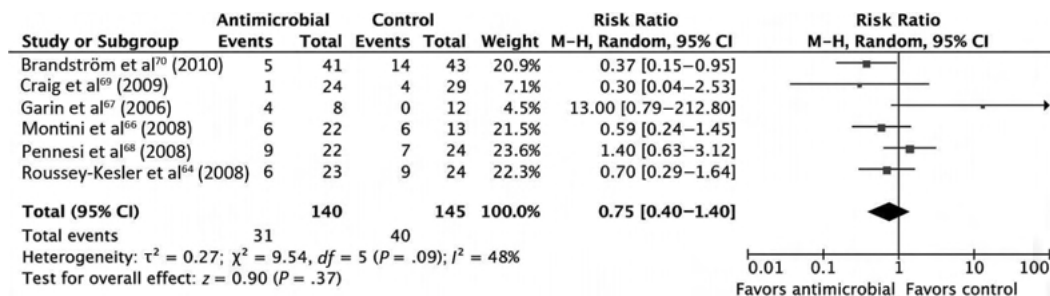 Antimicrobial Control Risk Ratio Risk Ratio
Study or Subgroup Events Total Events Total Weight M–H, Random, 95% CI M–H, Random, 95% CI
Brandström et al⁷⁰ (2010) 5 41 14 43 20.9% 0.37 [0.15–0.95]
Craig et al⁶⁹ (2009) 1 24 4 29 7.1% 0.30 [0.04–2.53]
Garin et al⁶⁷ (2006) 4 8 0 12 4.5% 13.00 [0.79–212.80]
Montini et al⁶⁶ (2008) 6 22 6 13 21.5% 0.59 [0.24–1.45]
Pennesi et al⁶⁸ (2008) 9 22 7 24 23.6% 1.40 [0.63–3.12]
Roussey-Kesler et al⁶⁴ (2008) 6 23 9 24 22.3% 0.70 [0.29–1.64]
Total (95% CI) 140 145 100.0% 0.75 [0.40–1.40]
Total events 31 40
Heterogeneity: τ² = 0.27; χ² = 9.54, df = 5 (P = .09); I² = 48%
Test for overall effect: z = 0.90 (P = .37)
0.01 0.1 1 10 100
Favors antimicrobial Favors control